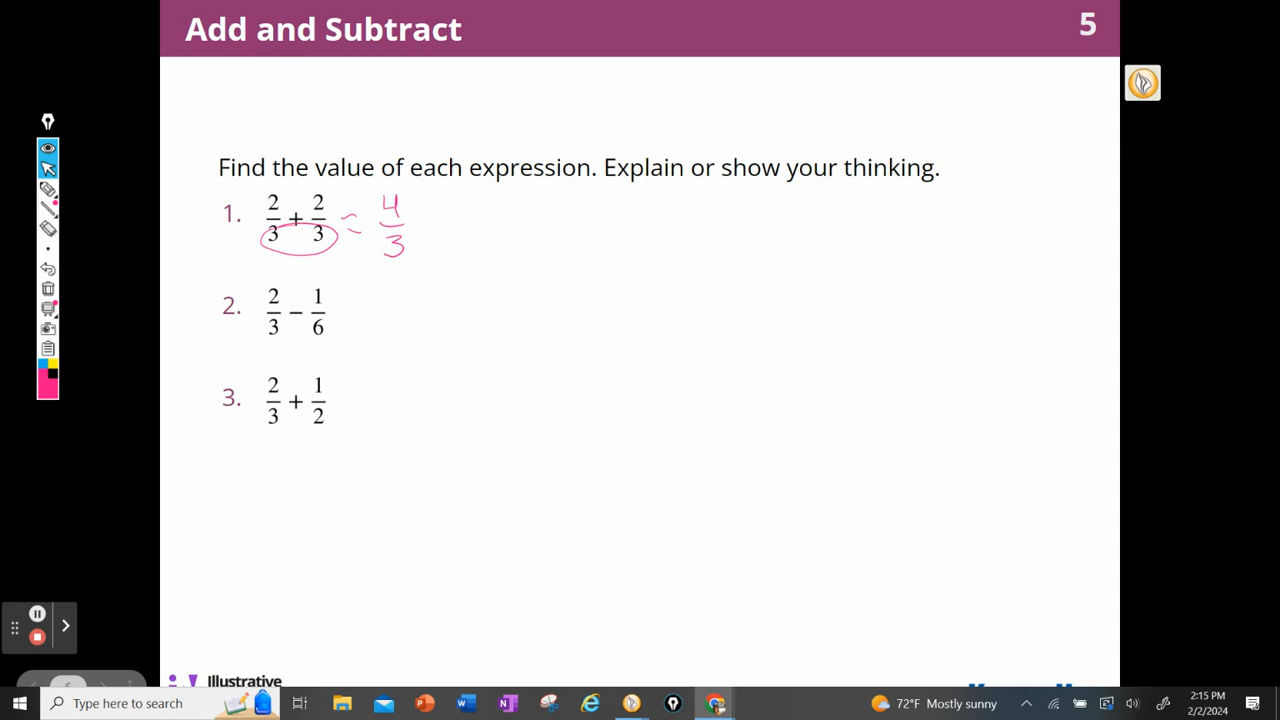 Add and Subtract
5
Find the value of each expression. Explain or show your thinking.
1. 2/3 + 2/3 = 4/3
2. 2/3 − 1/6
3. 2/3 + 1/2
Illustrative
Type here to search
72°F Mostly sunny
2:15 PM
2/2/2024